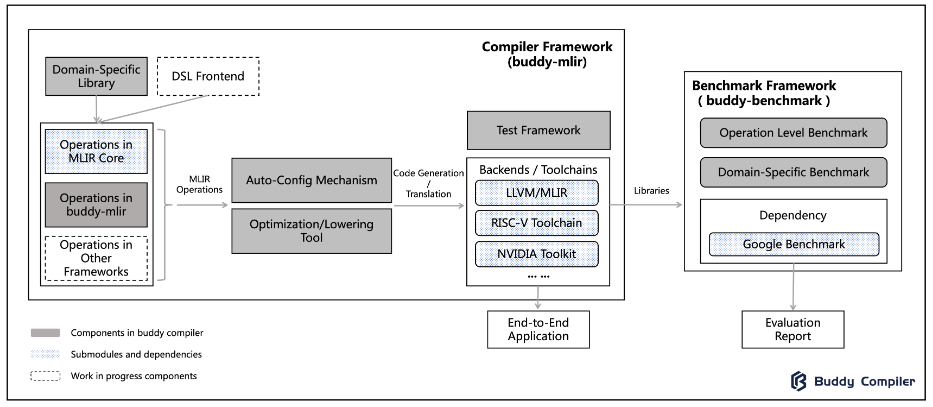 Compiler Framework
(buddy-mlir)
Domain-Specific
Library
DSL Frontend
Operations in
MLIR Core
Operations in
buddy-mlir
Operations in
Other
Frameworks
MLIR
Operations
Auto-Config Mechanism
Optimization/Lowering
Tool
Code Generation
/
Translation
Test Framework
Backends / Toolchains
LLVM/MLIR
RISC-V Toolchain
NVIDIA Toolkit
... ...
End-to-End
Application
Libraries
Benchmark Framework
( buddy-benchmark )
Operation Level Benchmark
Domain-Specific Benchmark
Dependency
Google Benchmark
Evaluation
Report
Components in buddy compiler
Submodules and dependencies
Work in progress components
Buddy Compiler